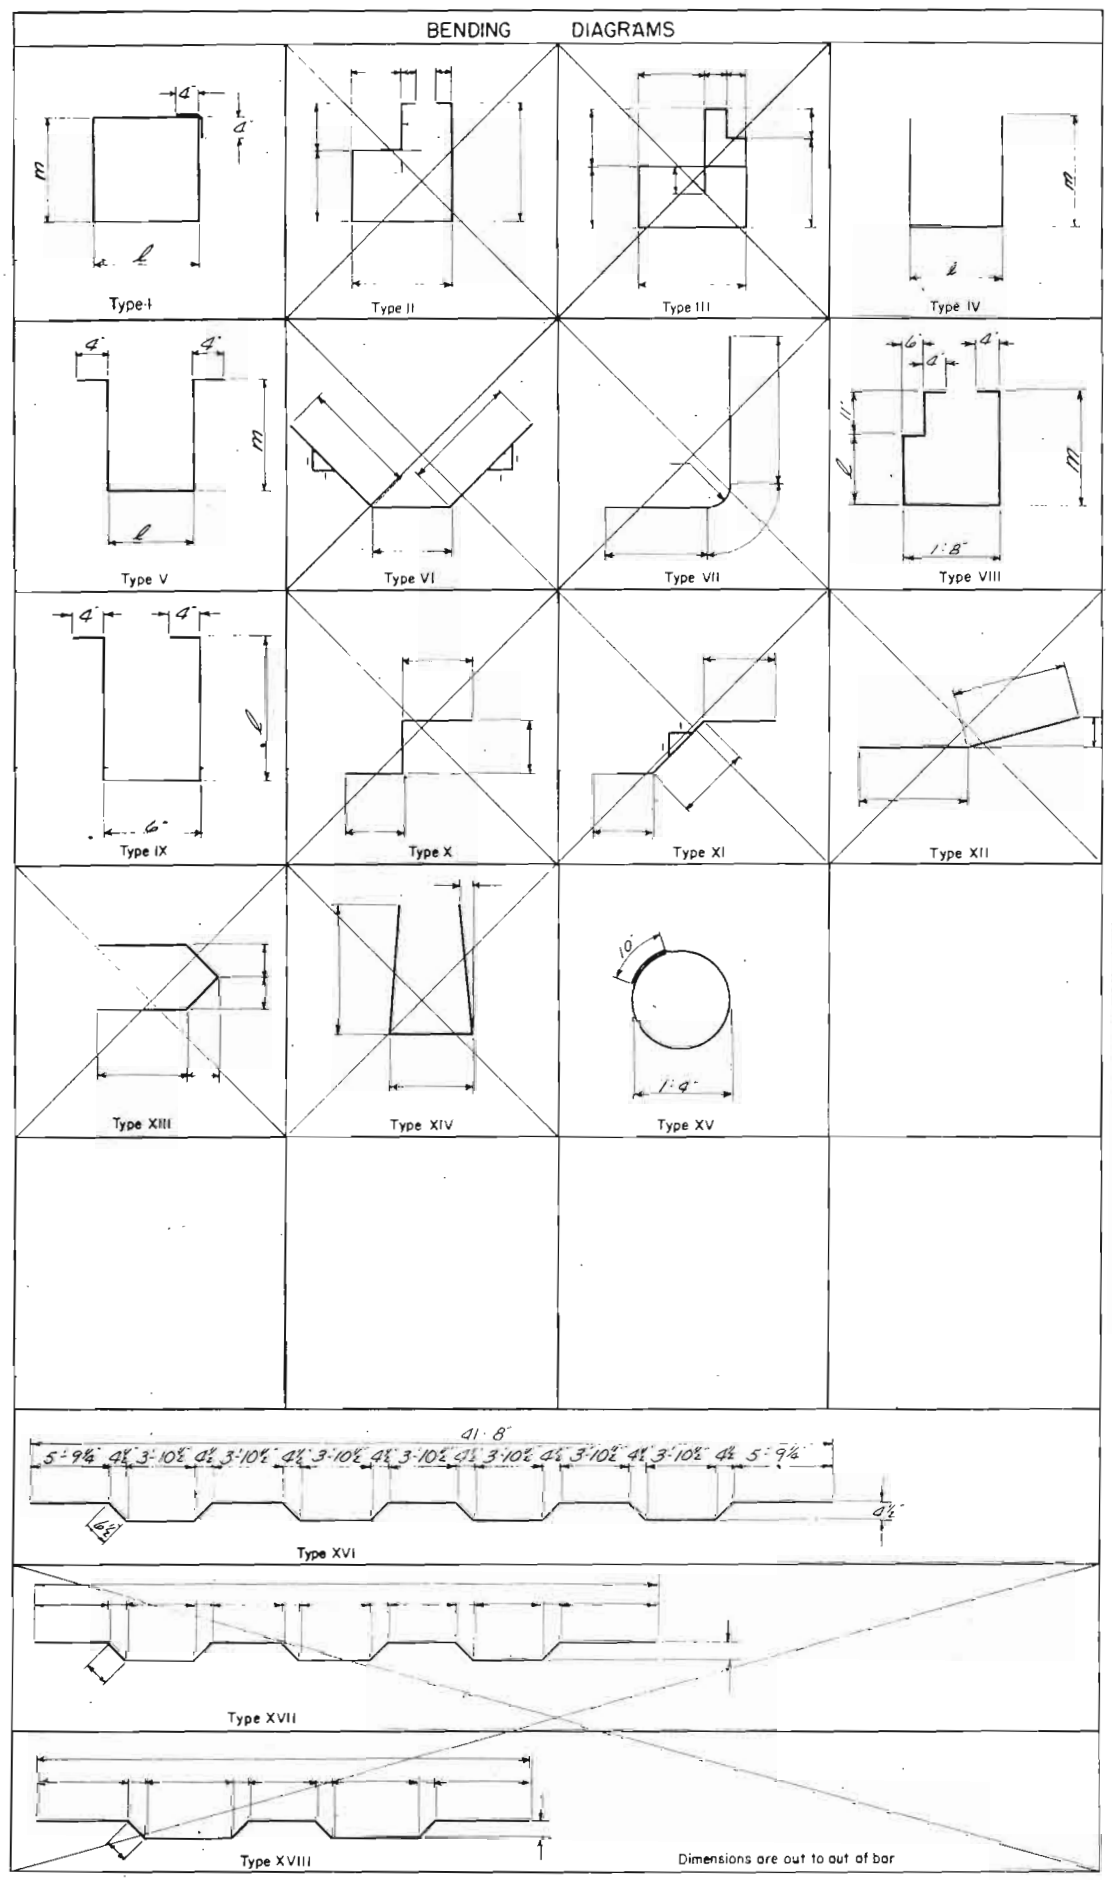 BENDING DIAGRAMS
4"
4"
m
l
Type I
Type II
Type III
m
l
Type IV
4"
4"
m
l
Type V
Type VI
Type VII
6"
4"
4"
11"
l
m
1'-8"
Type VIII
4"
4"
l
6"
Type IX
Type X
Type XI
Type XII
Type XIII
Type XIV
10"
1'-4"
Type XV
41'-8"
5'-9¼" 4½" 3'-10½" 4½" 3'-10½" 4½" 3'-10½" 4½" 3'-10½" 4½" 3'-10½" 4½" 3'-10½" 4½" 3'-10½" 4½" 5'-9¼"
6½"
4½"
Type XVI
Type XVII
Type XVIII
Dimensions are out to out of bar